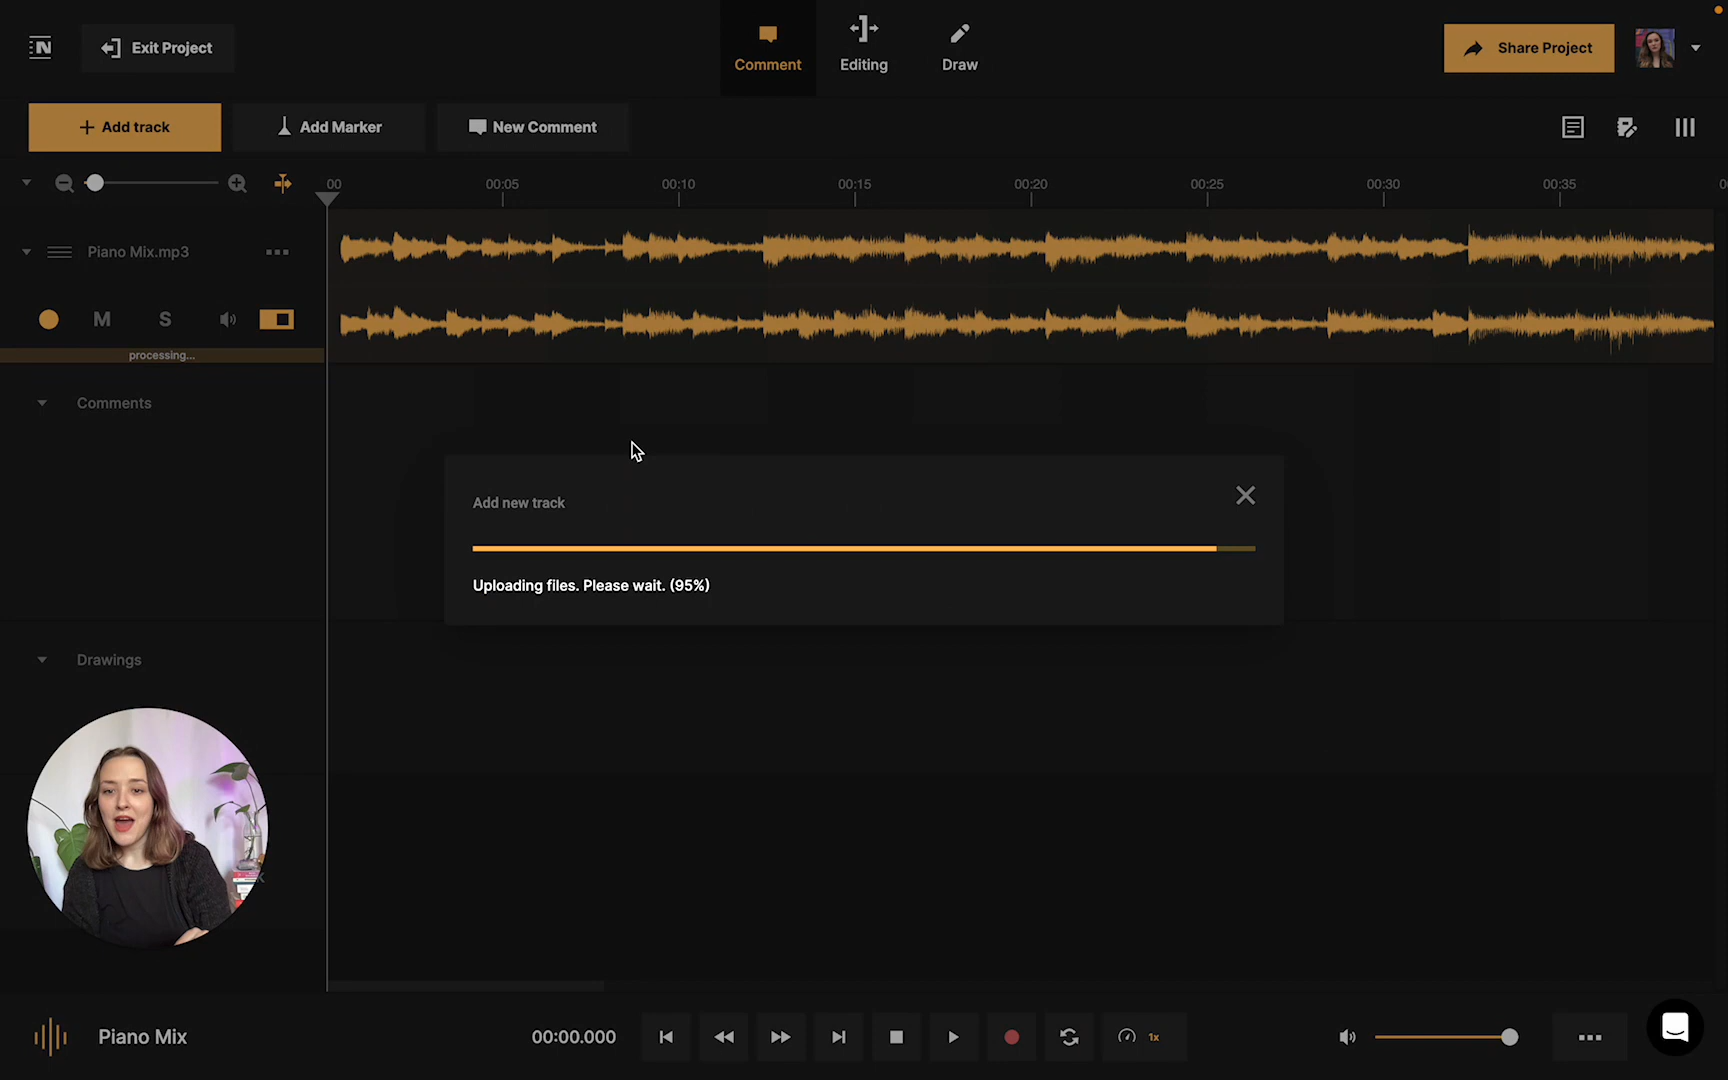 N
Exit Project
Comment
Editing
Draw
Share Project
Add track
Add Marker
New Comment
00
00:05
00:10
00:15
00:20
00:25
00:30
00:35
Piano Mix.mp3
M
S
processing...
Comments
Add new track
Uploading files. Please wait. (95%)
Drawings
Piano Mix
00:00.000
1x